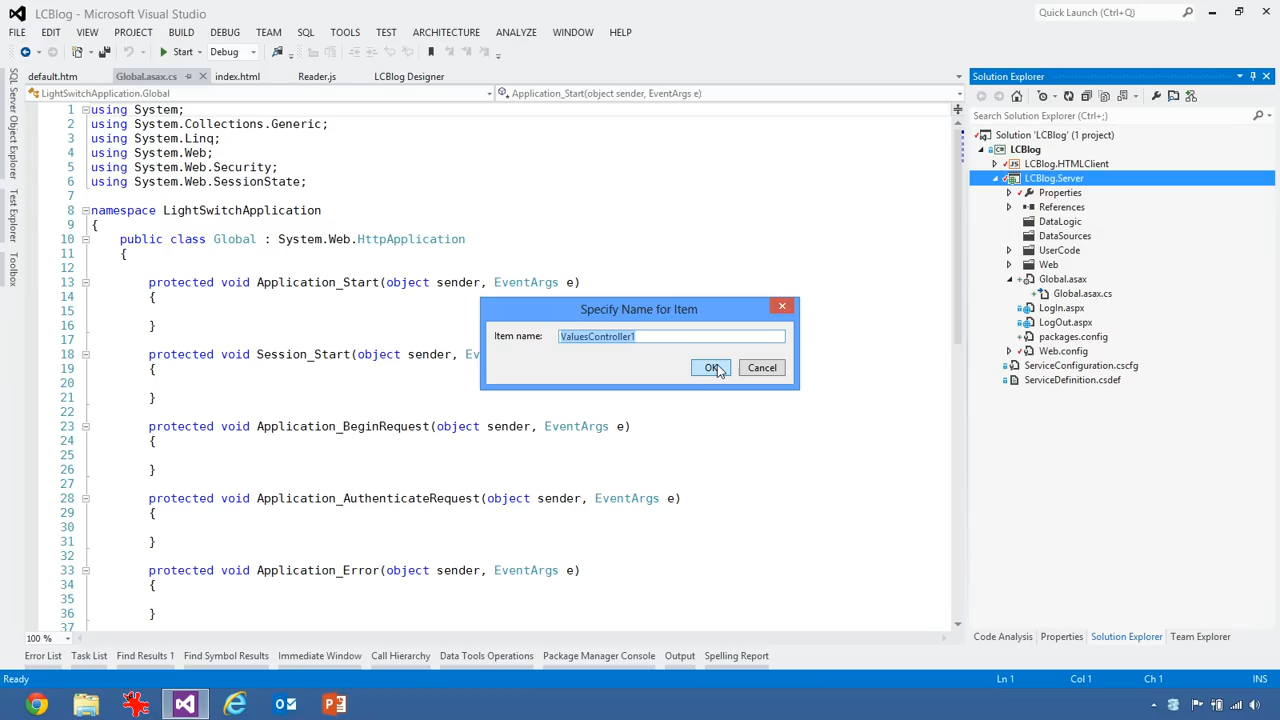 LCBlog - Microsoft Visual Studio
Quick Launch (Ctrl+Q)
FILE EDIT VIEW PROJECT BUILD DEBUG TEAM SQL TOOLS TEST ARCHITECTURE ANALYZE WINDOW HELP
Start Debug
default.htm Global.asax.cs index.html Reader.js LCBlog Designer
LightSwitchApplication.Global Application_Start(object sender, EventArgs e)
SQL Server Object Explorer
Test Explorer
Toolbox
1 using System;
2 using System.Collections.Generic;
3 using System.Linq;
4 using System.Web;
5 using System.Web.Security;
6 using System.Web.SessionState;
7
8 namespace LightSwitchApplication
9 {
10 public class Global : System.Web.HttpApplication
11 {
12
13 protected void Application_Start(object sender, EventArgs e)
14 {
15
16 }
17
18 protected void Session_Start(object sender, Ev
19 {
20
21 }
22
23 protected void Application_BeginRequest(object sender, EventArgs e)
24 {
25
26 }
27
28 protected void Application_AuthenticateRequest(object sender, EventArgs e)
29 {
30
31 }
32
33 protected void Application_Error(object sender, EventArgs e)
34 {
35
36 }
37
Specify Name for Item
Item name: ValuesController1
OK Cancel
100 %
Solution Explorer
Search Solution Explorer (Ctrl+;)
Solution 'LCBlog' (1 project)
LCBlog
LCBlog.HTMLClient
LCBlog.Server
Properties
References
DataLogic
DataSources
UserCode
Web
Global.asax
Global.asax.cs
LogIn.aspx
LogOut.aspx
packages.config
Web.config
ServiceConfiguration.cscfg
ServiceDefinition.csdef
Code Analysis Properties Solution Explorer Team Explorer
Error List Task List Find Results 1 Find Symbol Results Immediate Window Call Hierarchy Data Tools Operations Package Manager Console Output Spelling Report
Ready Ln 1 Col 1 Ch 1 INS